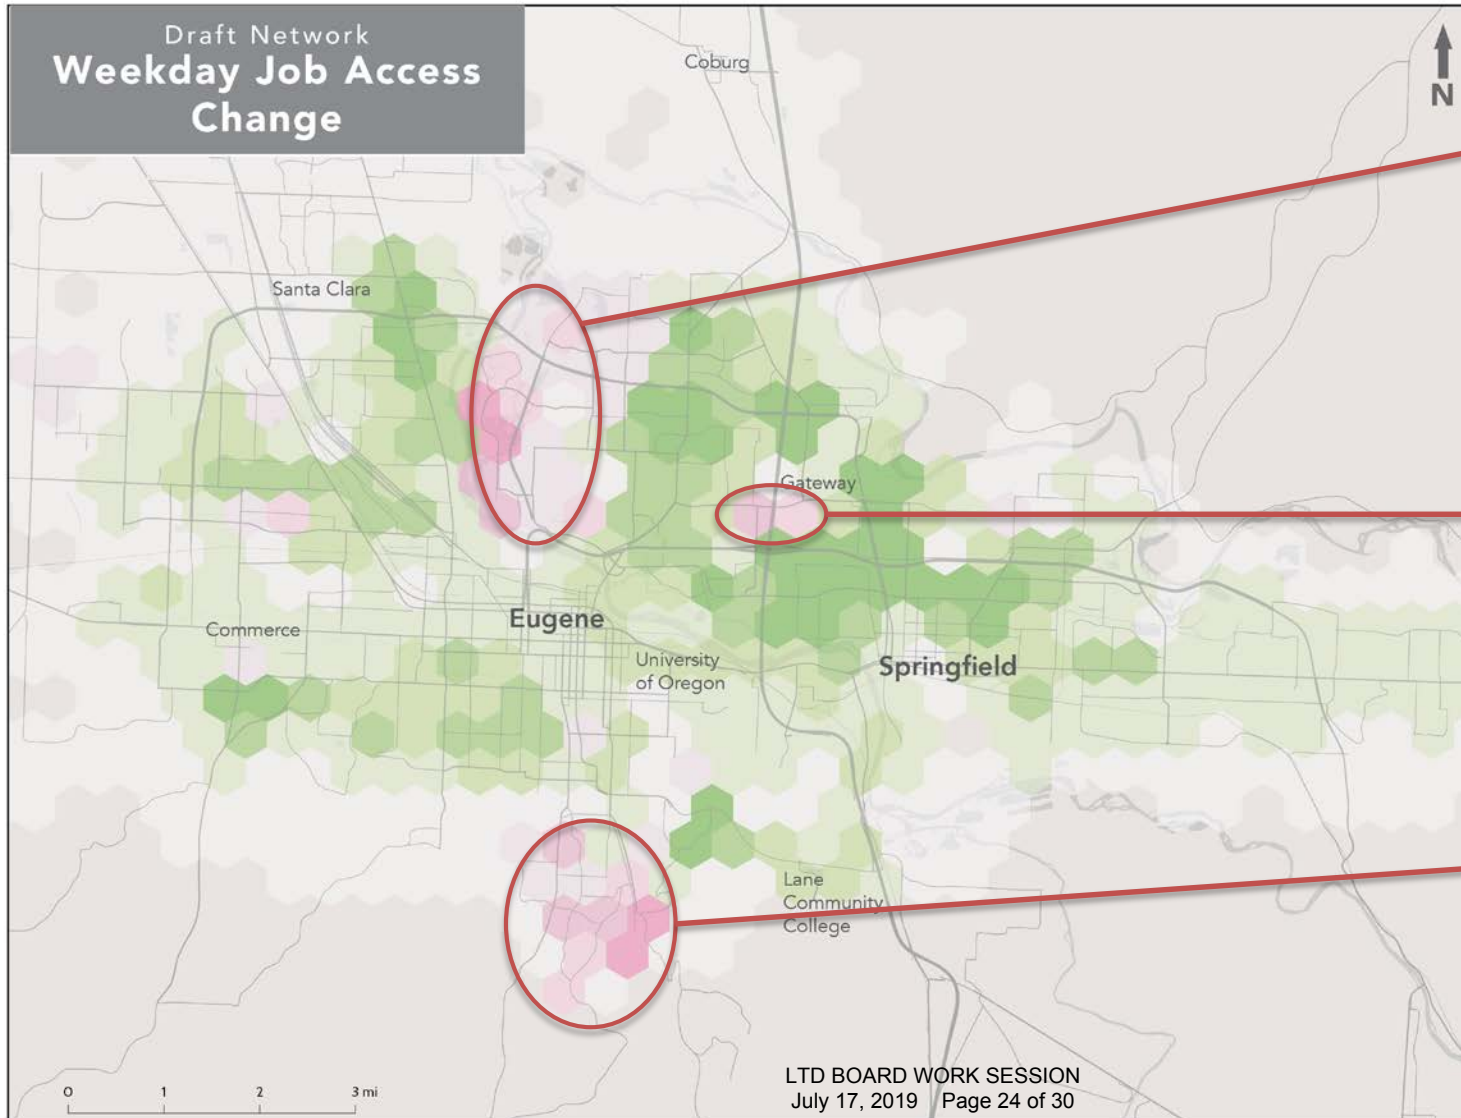 Draft Network
Weekday Job Access
Change
Coburg
N
Santa Clara
Gateway
Eugene
Commerce
University
of Oregon
Springfield
Lane
Community
College
0 1 2 3 mi
LTD BOARD WORK SESSION
July 17, 2019 Page 24 of 30